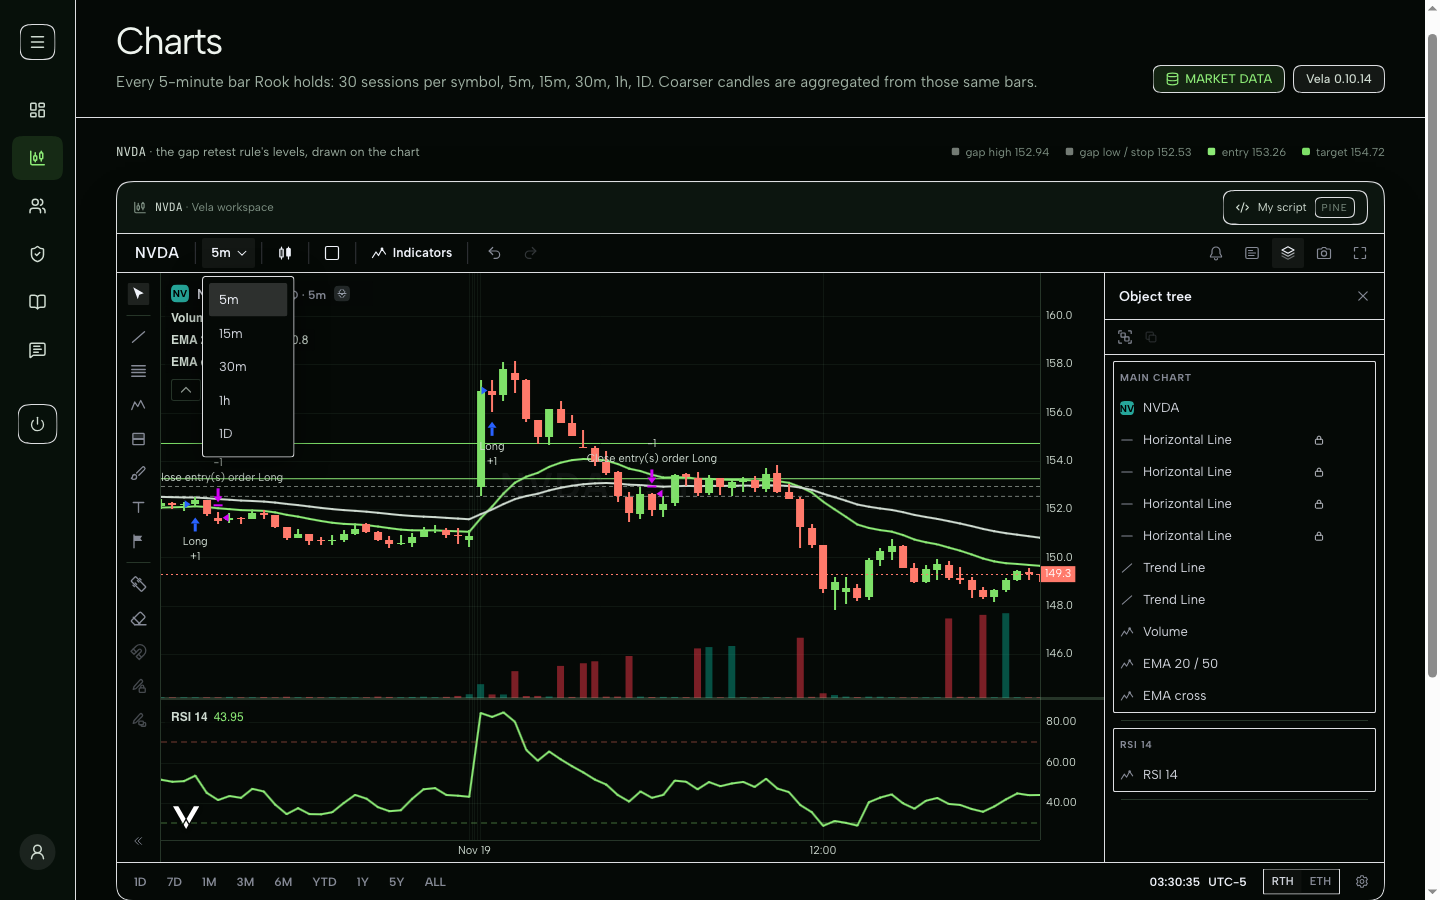 Charts
Every 5-minute bar Rook holds: 30 sessions per symbol, 5m, 15m, 30m, 1h, 1D. Coarser candles are aggregated from those same bars.
MARKET DATA
Vela 0.10.14
NVDA · the gap retest rule's levels, drawn on the chart
gap high 152.94
gap low / stop 152.53
entry 153.26
target 154.72
NVDA · Vela workspace
My script PINE
NVDA
5m
Indicators
NV
· 5m
5m
15m
30m
1h
1D
EMA
0.8
EMA
160.0
158.0
156.0
154.0
152.0
150.0
149.3
148.0
146.0
−1
lose entry(s) order Long
Long
+1
ong
+1
−1
Close entry(s) order Long
RSI 14 43.95
80.00
60.00
40.00
Nov 19
12:00
Object tree
MAIN CHART
NV NVDA
Horizontal Line
Horizontal Line
Horizontal Line
Horizontal Line
Trend Line
Trend Line
Volume
EMA 20 / 50
EMA cross
RSI 14
RSI 14
1D 7D 1M 3M 6M YTD 1Y 5Y ALL
03:30:35 UTC-5
RTH ETH